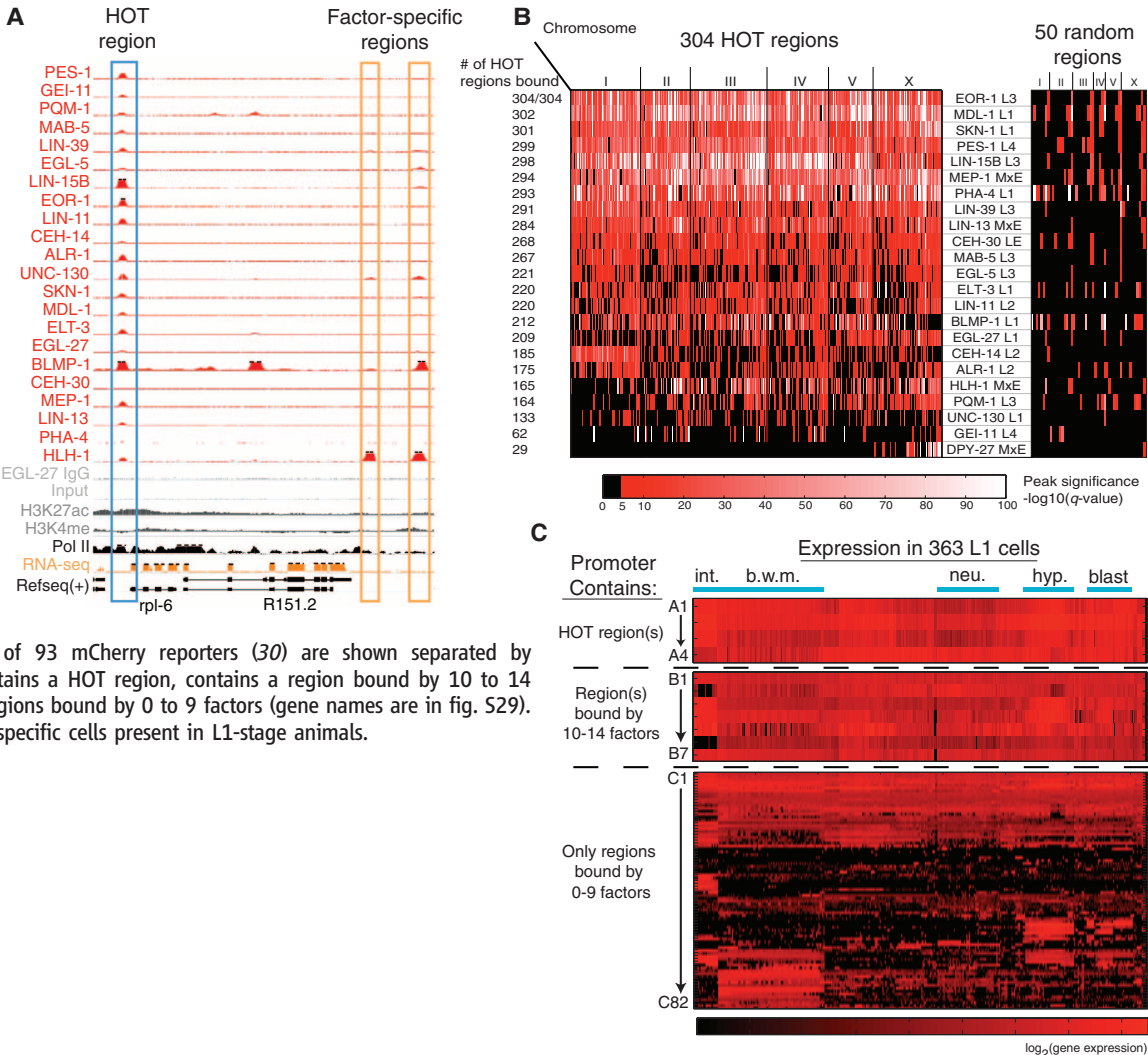 A
HOT
region
Factor-specific
regions
PES-1
GEI-11
PQM-1
MAB-5
LIN-39
EGL-5
LIN-15B
EOR-1
LIN-11
CEH-14
ALR-1
UNC-130
SKN-1
MDL-1
ELT-3
EGL-27
BLMP-1
CEH-30
MEP-1
LIN-13
PHA-4
HLH-1
EGL-27 IgG
Input
H3K27ac
H3K4me
Pol II
RNA-seq
Refseq(+)
rpl-6
R151.2
of 93 mCherry reporters (30) are shown separated by
tains a HOT region, contains a region bound by 10 to 14
gions bound by 0 to 9 factors (gene names are in fig. S29).
specific cells present in L1-stage animals.
B
Chromosome
304 HOT regions
50 random
regions
# of HOT
regions bound
I II III IV V X
I II III IV V X
304/304 EOR-1 L3
302 MDL-1 L1
301 SKN-1 L1
299 PES-1 L4
298 LIN-15B L3
294 MEP-1 MxE
293 PHA-4 L1
291 LIN-39 L3
284 LIN-13 MxE
268 CEH-30 LE
267 MAB-5 L3
221 EGL-5 L3
220 ELT-3 L1
220 LIN-11 L2
212 BLMP-1 L1
209 EGL-27 L1
185 CEH-14 L2
175 ALR-1 L2
165 HLH-1 MxE
164 PQM-1 L3
133 UNC-130 L1
62 GEI-11 L4
29 DPY-27 MxE
0 5 10 20 30 40 50 60 70 80 90 100
Peak significance
-log10(q-value)
C
Promoter
Contains:
Expression in 363 L1 cells
int. b.w.m. neu. hyp. blast
A1
HOT region(s)
A4
B1
Region(s)
bound by
10-14 factors
B7
C1
Only regions
bound by
0-9 factors
C82
log2(gene expression)